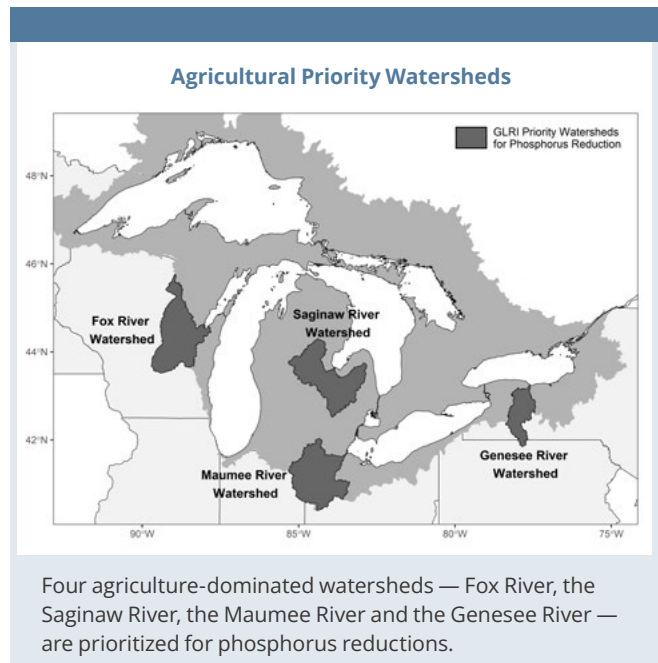 Agricultural Priority Watersheds
GLRI Priority Watersheds
for Phosphorus Reduction
48°N
46°N
44°N
42°N
Fox River
Watershed
Saginaw River
Watershed
Maumee River
Watershed
Genesee River
Watershed
90°W
85°W
80°W
75°W
Four agriculture-dominated watersheds — Fox River, the
Saginaw River, the Maumee River and the Genesee River —
are prioritized for phosphorus reductions.